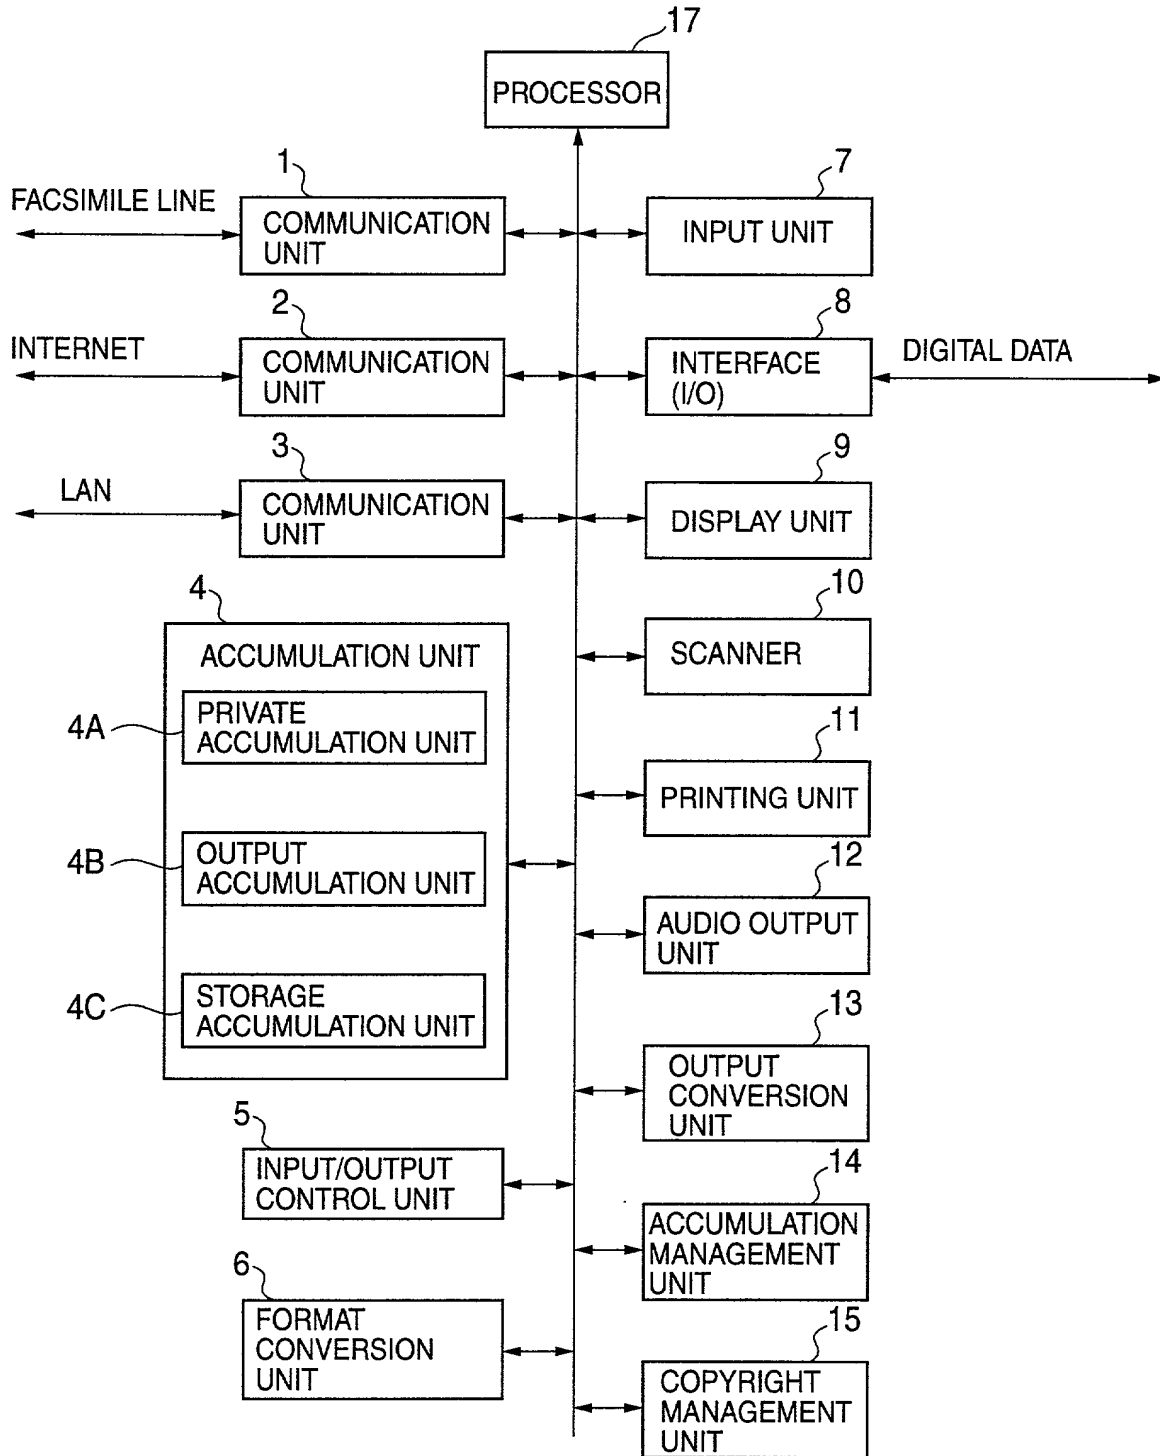 17
PROCESSOR
1
FACSIMILE LINE
COMMUNICATION
UNIT
7
INPUT UNIT
2
INTERNET
COMMUNICATION
UNIT
8
INTERFACE
(I/O)
DIGITAL DATA
3
LAN
COMMUNICATION
UNIT
9
DISPLAY UNIT
4
ACCUMULATION UNIT
4A
PRIVATE
ACCUMULATION UNIT
4B
OUTPUT
ACCUMULATION UNIT
4C
STORAGE
ACCUMULATION UNIT
10
SCANNER
11
PRINTING UNIT
12
AUDIO OUTPUT
UNIT
13
OUTPUT
CONVERSION
UNIT
5
INPUT/OUTPUT
CONTROL UNIT
14
ACCUMULATION
MANAGEMENT
UNIT
6
FORMAT
CONVERSION
UNIT
15
COPYRIGHT
MANAGEMENT
UNIT